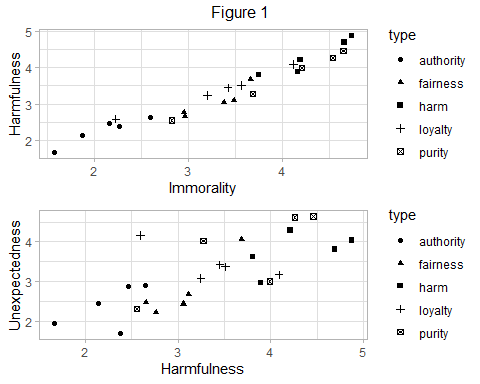 Figure 1
Harmfulness
5
4
3
2
2
3
4
Immorality
type
authority
fairness
harm
loyalty
purity
Unexpectedness
4
3
2
2
3
4
5
Harmfulness
type
authority
fairness
harm
loyalty
purity